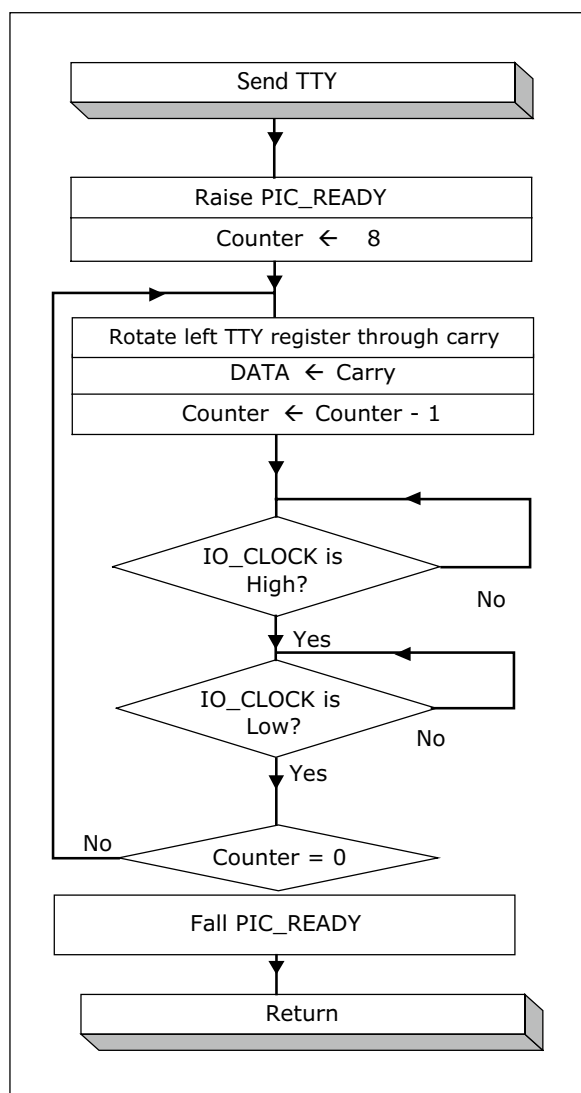 Send TTY
Raise PIC_READY
Counter ← 8
Rotate left TTY register through carry
DATA ← Carry
Counter ← Counter - 1
IO_CLOCK is
High?
No
Yes
IO_CLOCK is
Low?
No
Yes
No
Counter = 0
Fall PIC_READY
Return